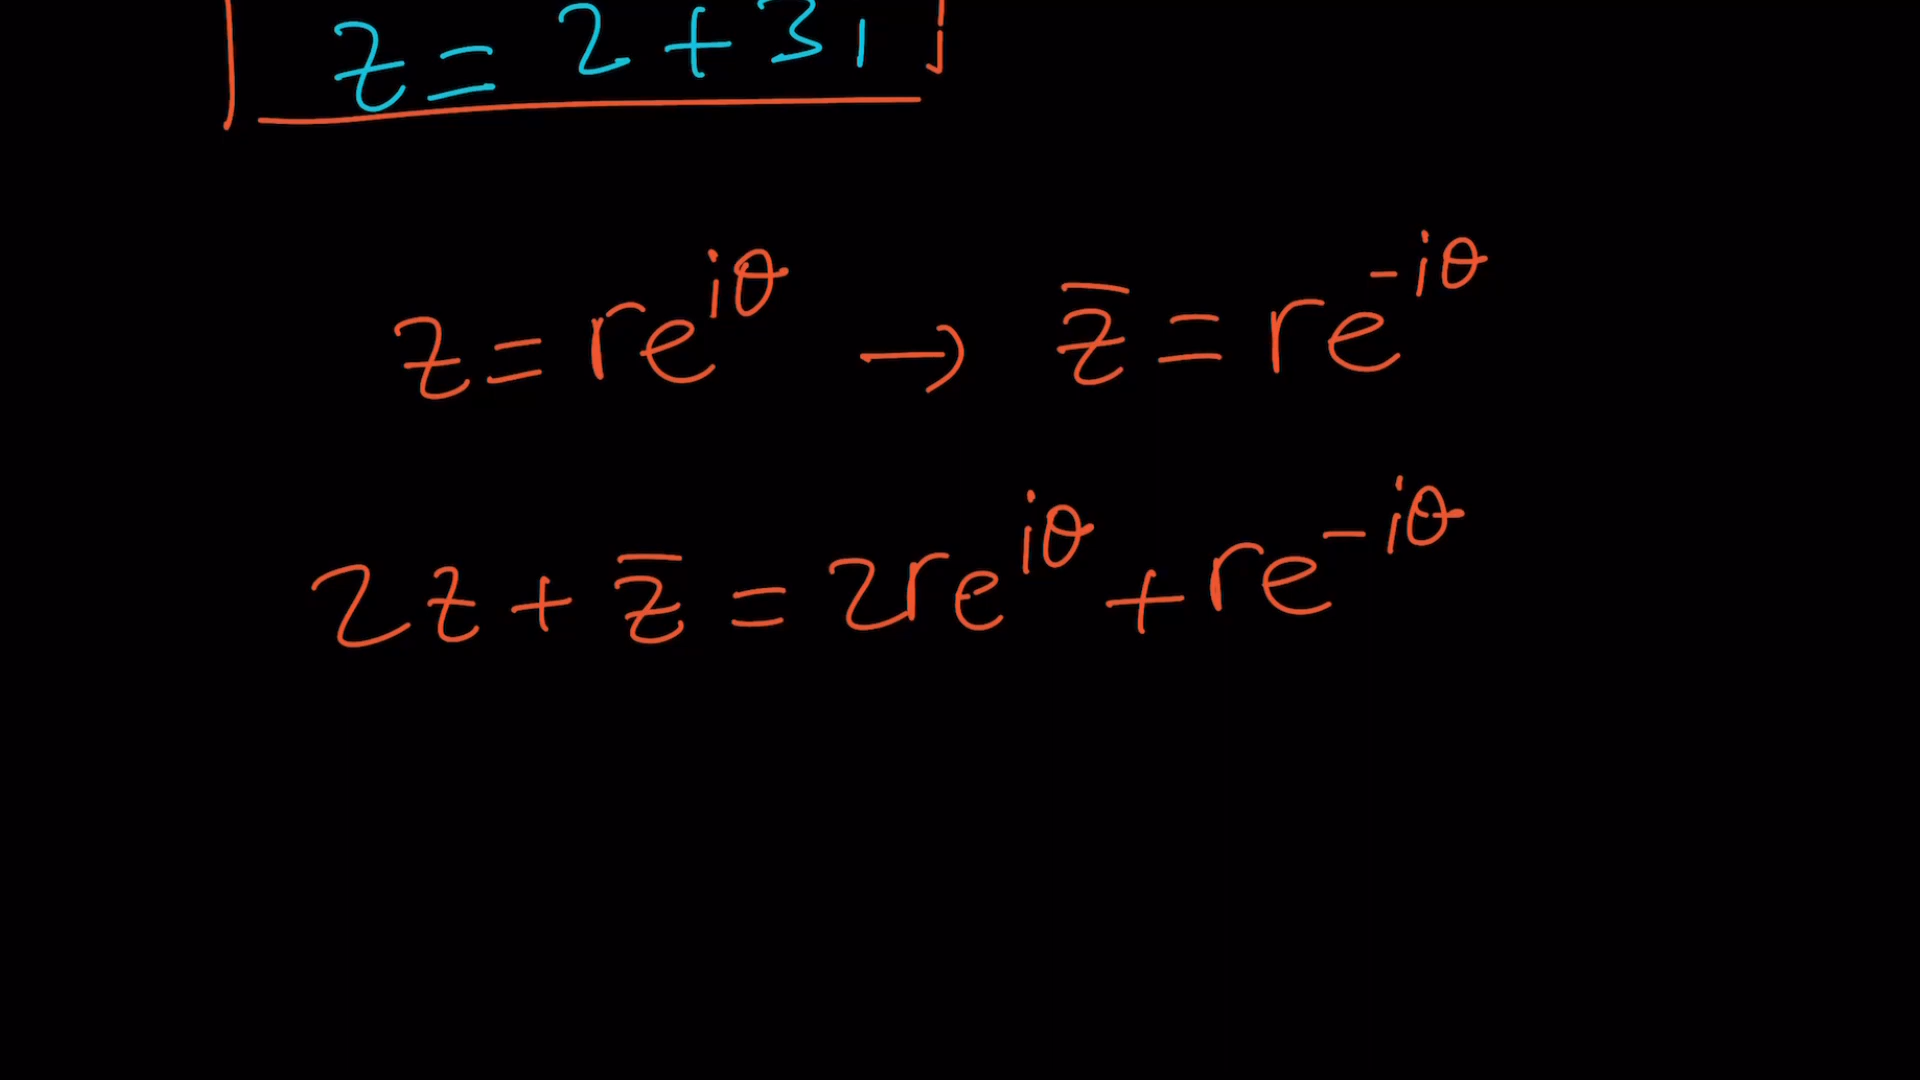 z = 2 + 3i
z = re^{iθ} → z̅ = re^{-iθ}
2z + z̅ = 2re^{iθ} + re^{-iθ}